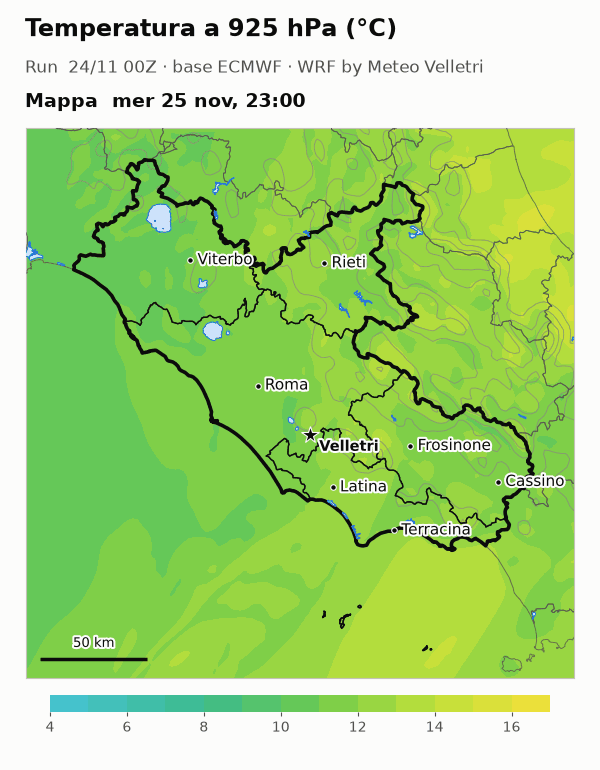 Temperatura a 925 hPa (°C)
Run  24/11 00Z · base ECMWF · WRF by Meteo Velletri
Mappa  mer 25 nov, 23:00
Viterbo
Rieti
Roma
Velletri
Frosinone
Latina
Cassino
Terracina
50 km
4 6 8 10 12 14 16